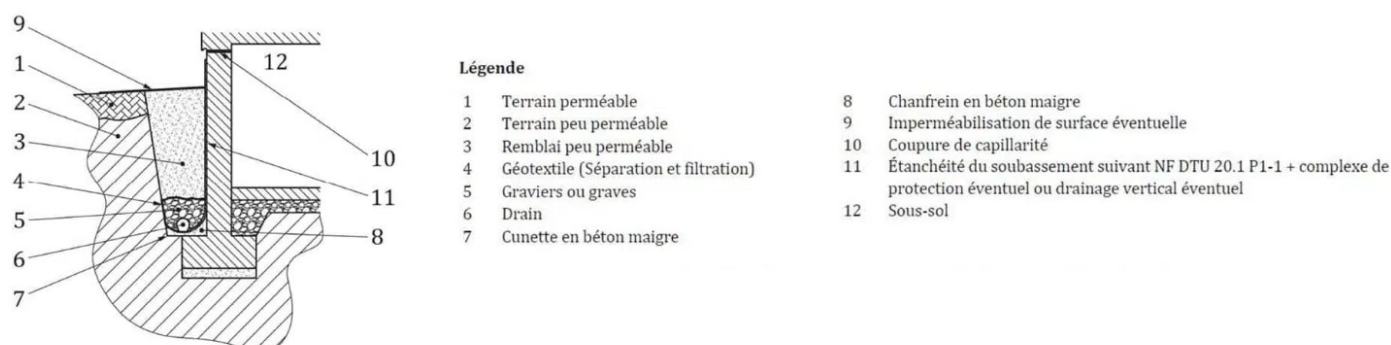 9
1
2
3
4
5
6
7
12
10
11
8
Légende
1 Terrain perméable
2 Terrain peu perméable
3 Remblai peu perméable
4 Géotextile (Séparation et filtration)
5 Graviers ou graves
6 Drain
7 Cunette en béton maigre
8 Chanfrein en béton maigre
9 Imperméabilisation de surface éventuelle
10 Coupure de capillarité
11 Étanchéité du soubassement suivant NF DTU 20.1 P1-1 + complexe de
protection éventuel ou drainage vertical éventuel
12 Sous-sol